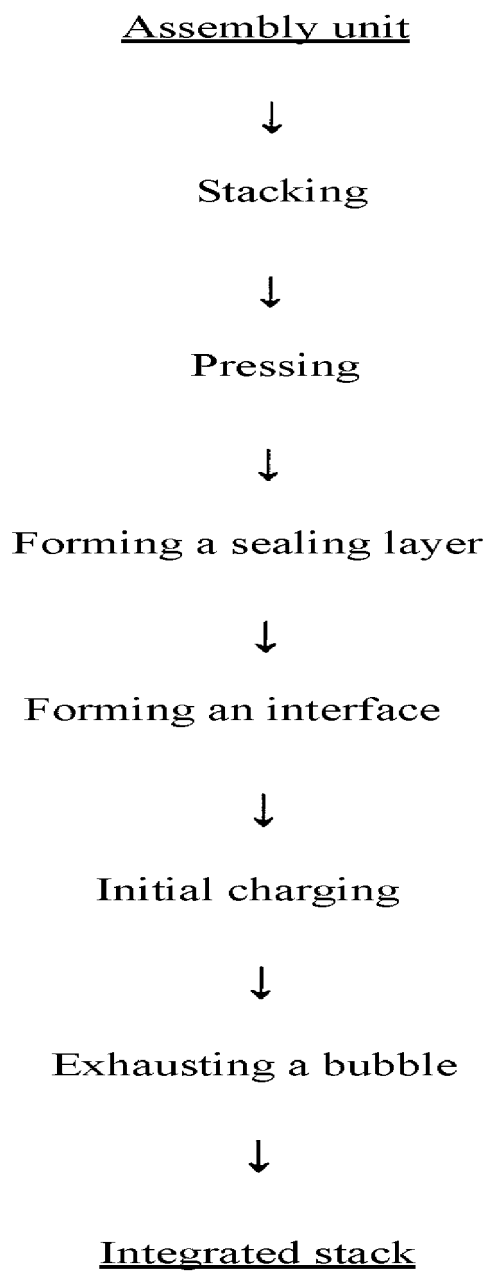 Assembly unit
↓
Stacking
↓
Pressing
↓
Forming a sealing layer
↓
Forming an interface
↓
Initial charging
↓
Exhausting a bubble
↓
Integrated stack